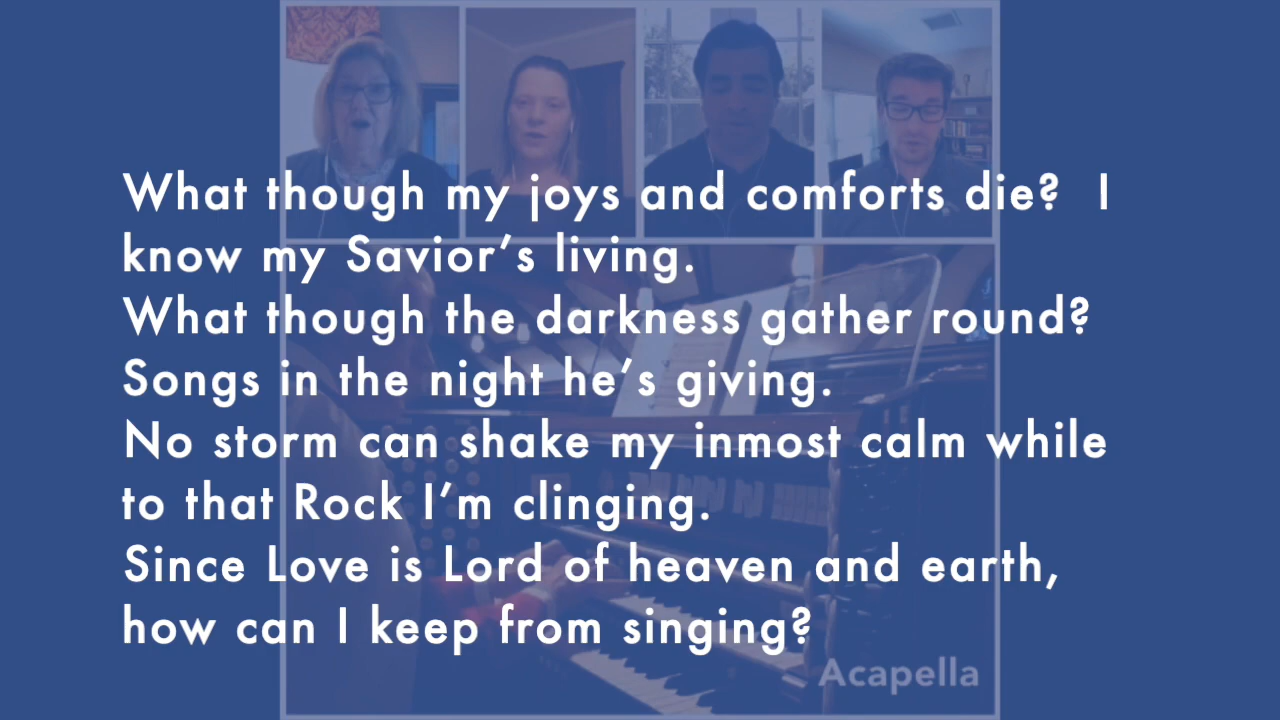 What though my joys and comforts die?  I
know my Savior’s living.
What though the darkness gather round?
Songs in the night he’s giving.
No storm can shake my inmost calm while
to that Rock I’m clinging.
Since Love is Lord of heaven and earth,
how can I keep from singing?
Acapella